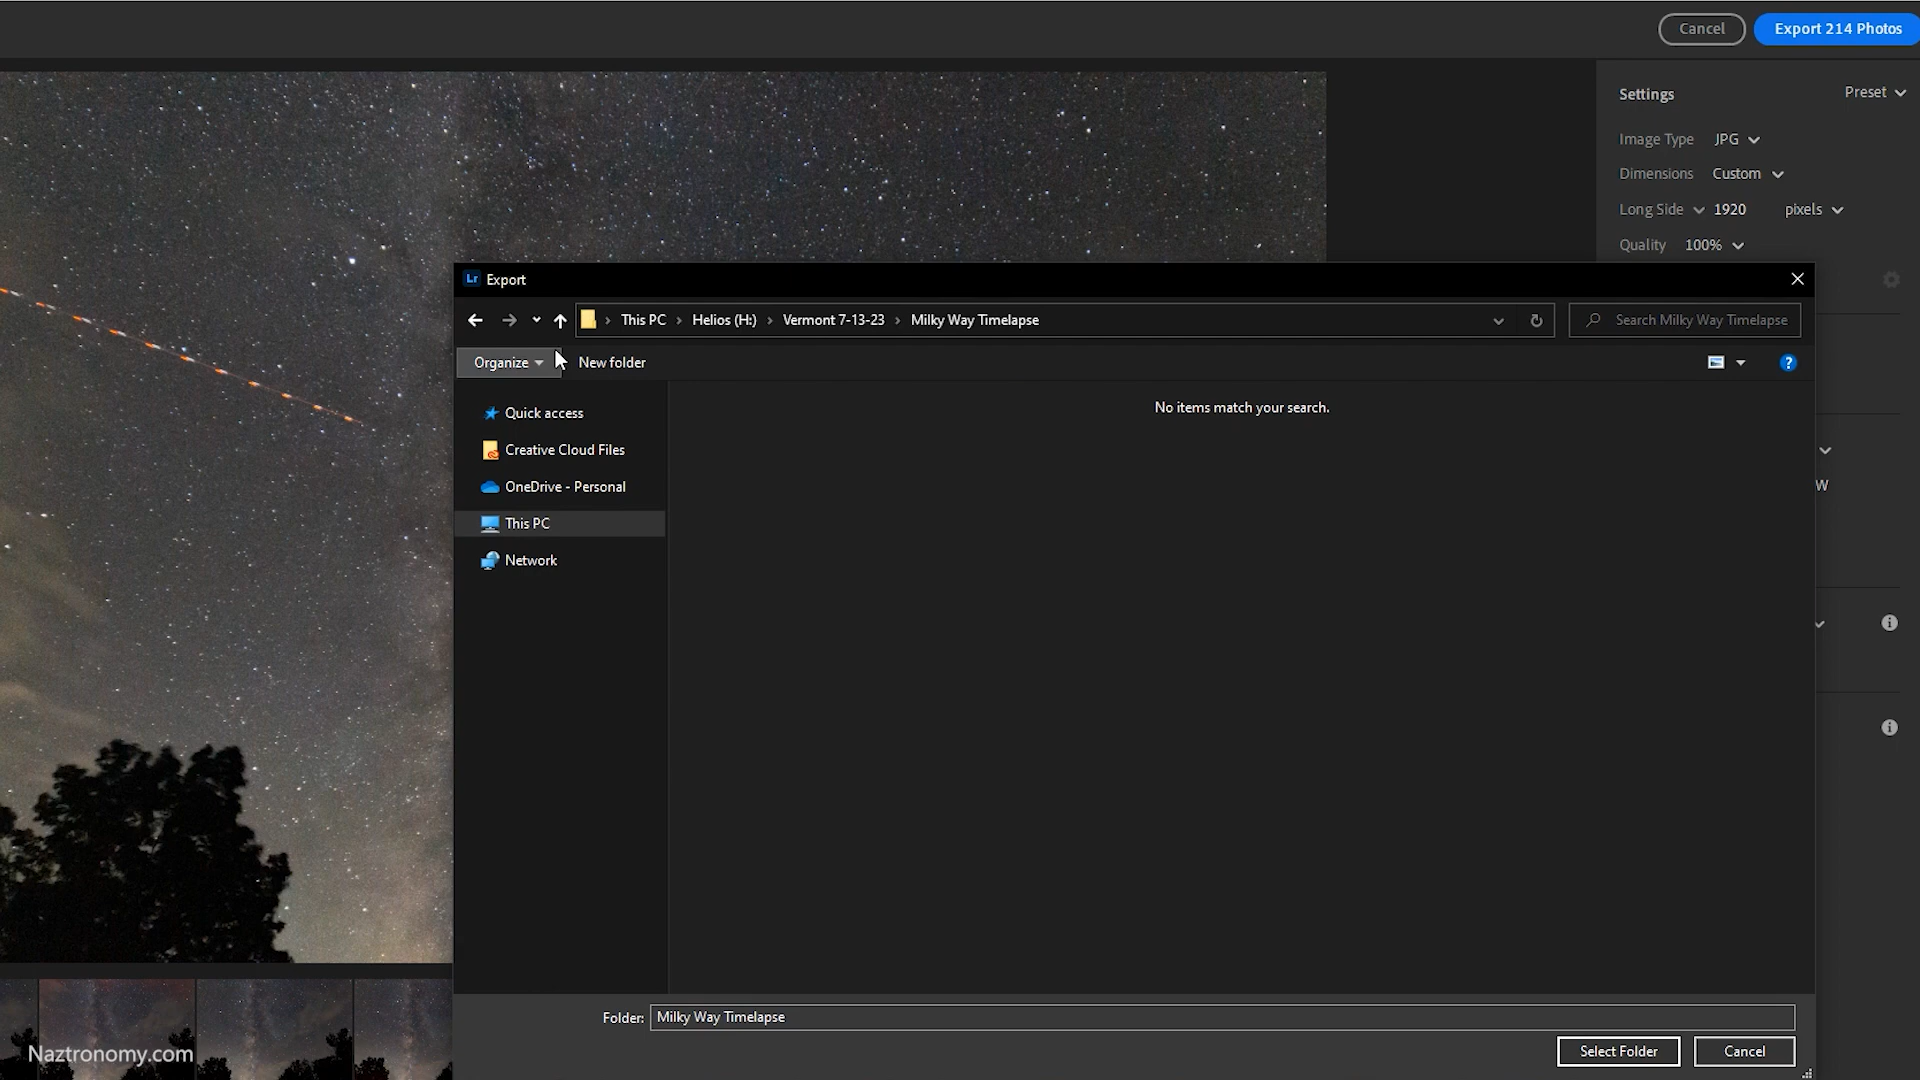 Cancel
Export 214 Photos
Settings
Preset
Image Type JPG
Dimensions Custom
Long Side 1920 pixels
Quality 100%
Lr Export
This PC Helios (H:) Vermont 7-13-23 Milky Way Timelapse
Search Milky Way Timelapse
Organize New folder
?
No items match your search.
Quick access
Creative Cloud Files
OneDrive - Personal
This PC
Network
W
Folder: Milky Way Timelapse
Select Folder
Cancel
Naztronomy.com